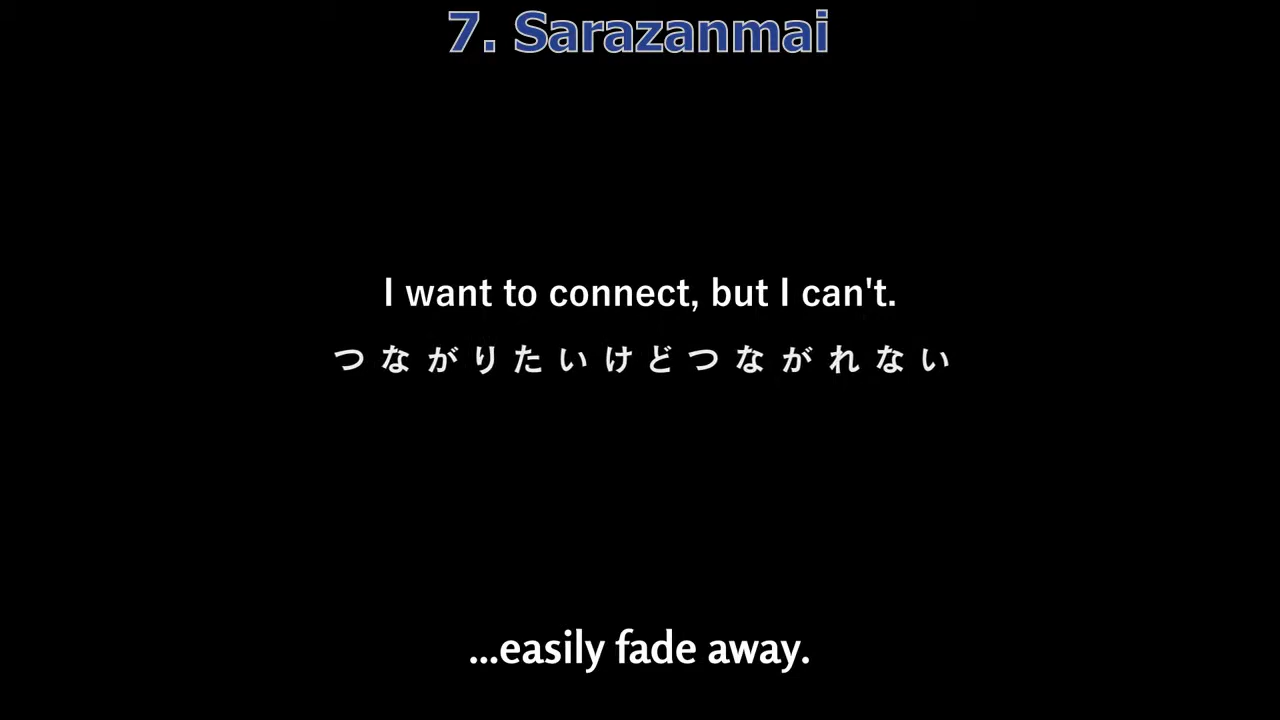 7. Sarazanmai
I want to connect, but I can't.
つながりたいけどつながれない
...easily fade away.